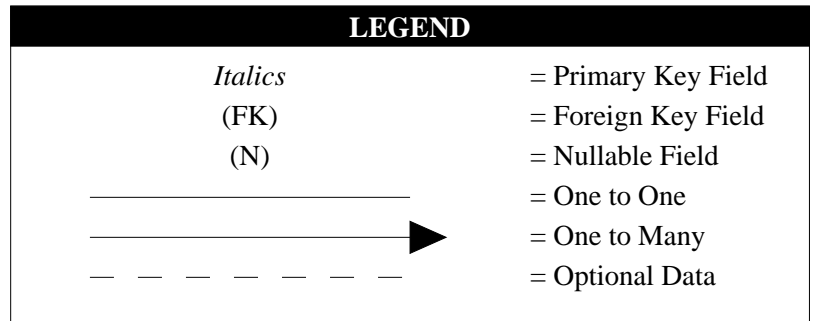 LEGEND
Italics = Primary Key Field
(FK) = Foreign Key Field
(N) = Nullable Field
= One to One
= One to Many
= Optional Data